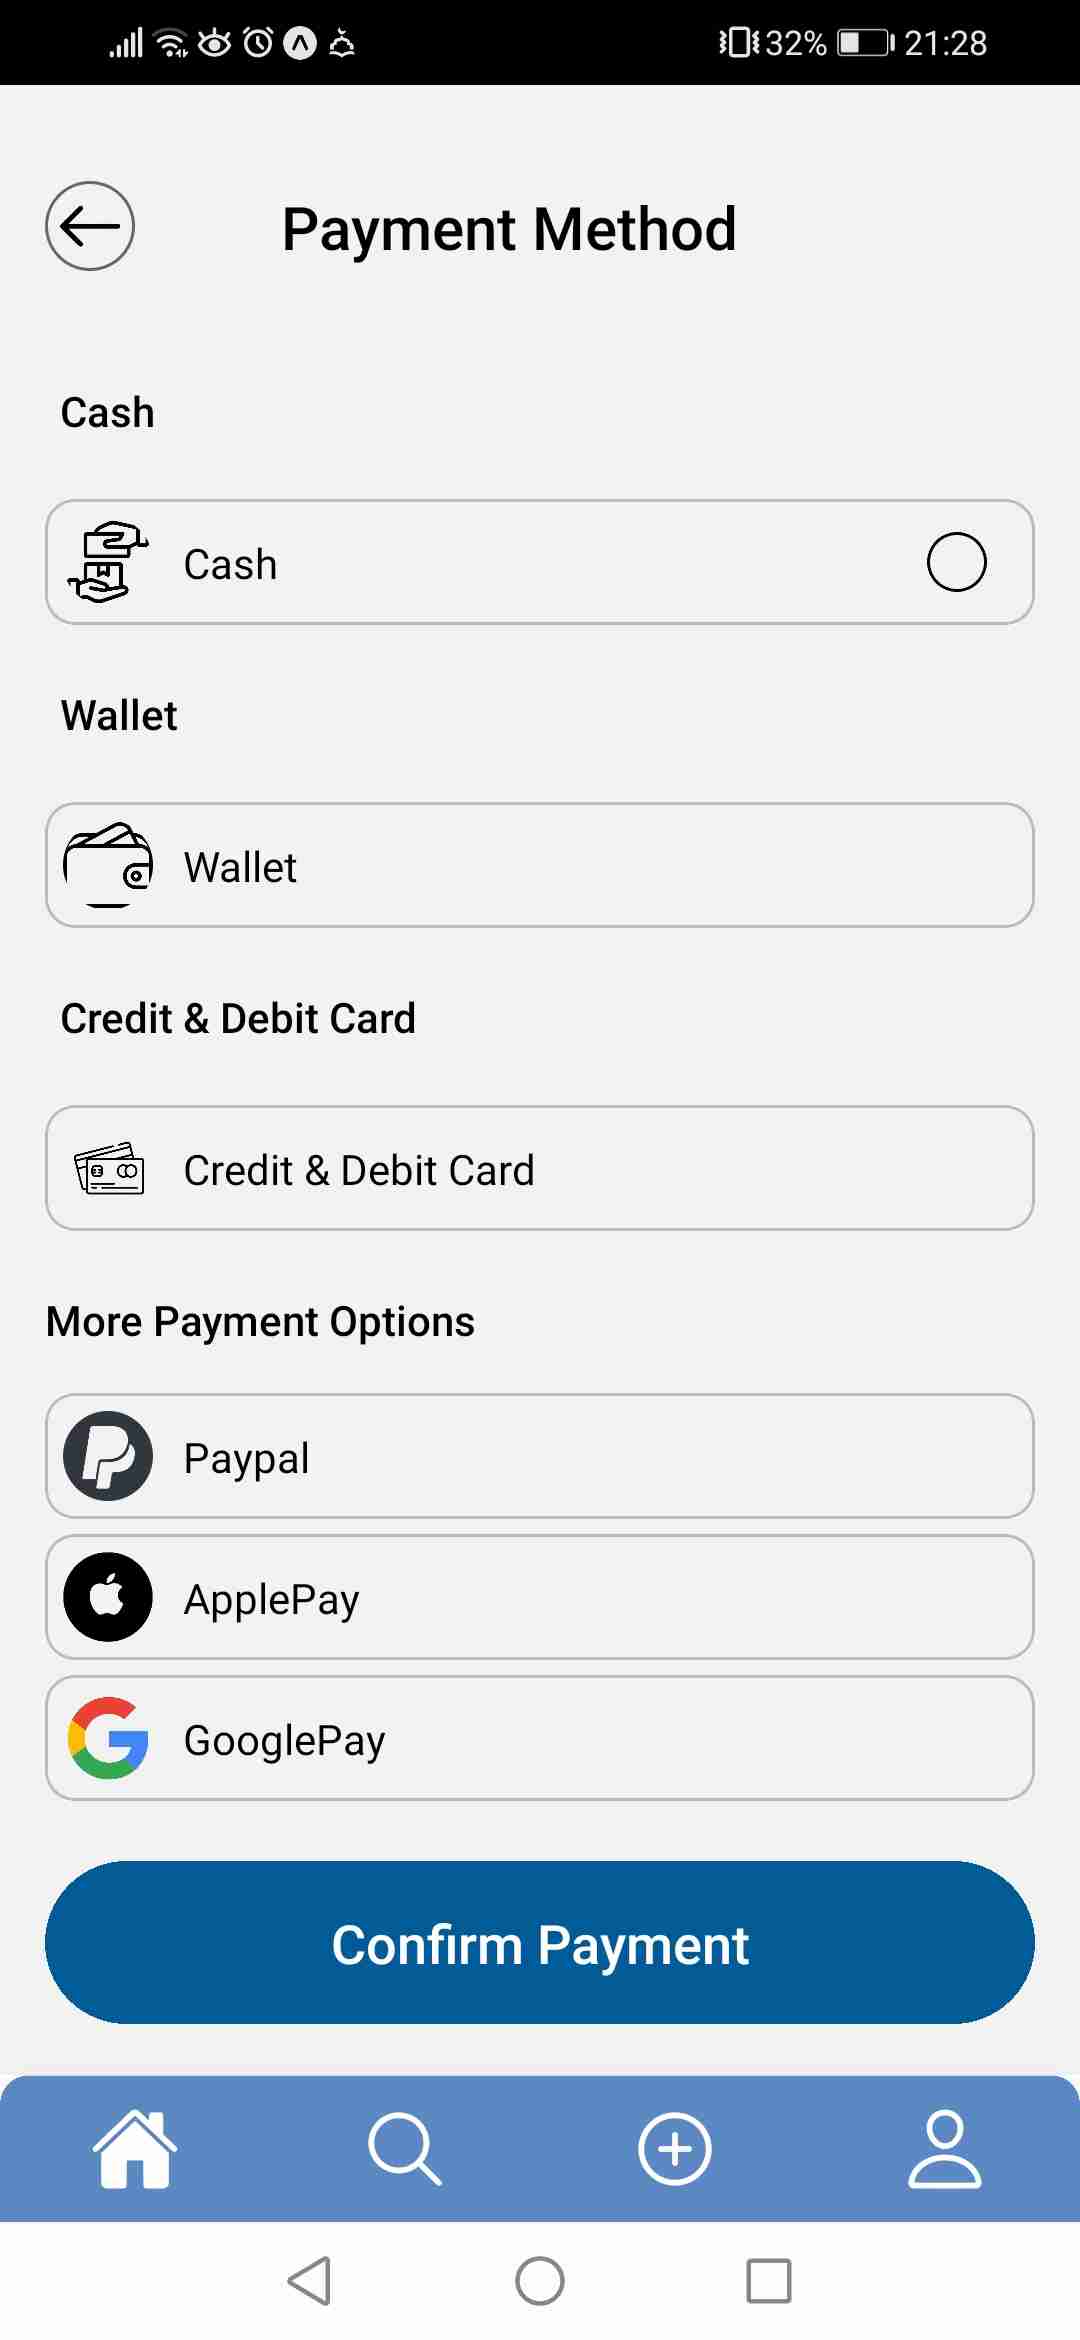 32% 21:28
Payment Method
Cash
Cash
Wallet
Wallet
Credit & Debit Card
Credit & Debit Card
More Payment Options
Paypal
ApplePay
GooglePay
Confirm Payment